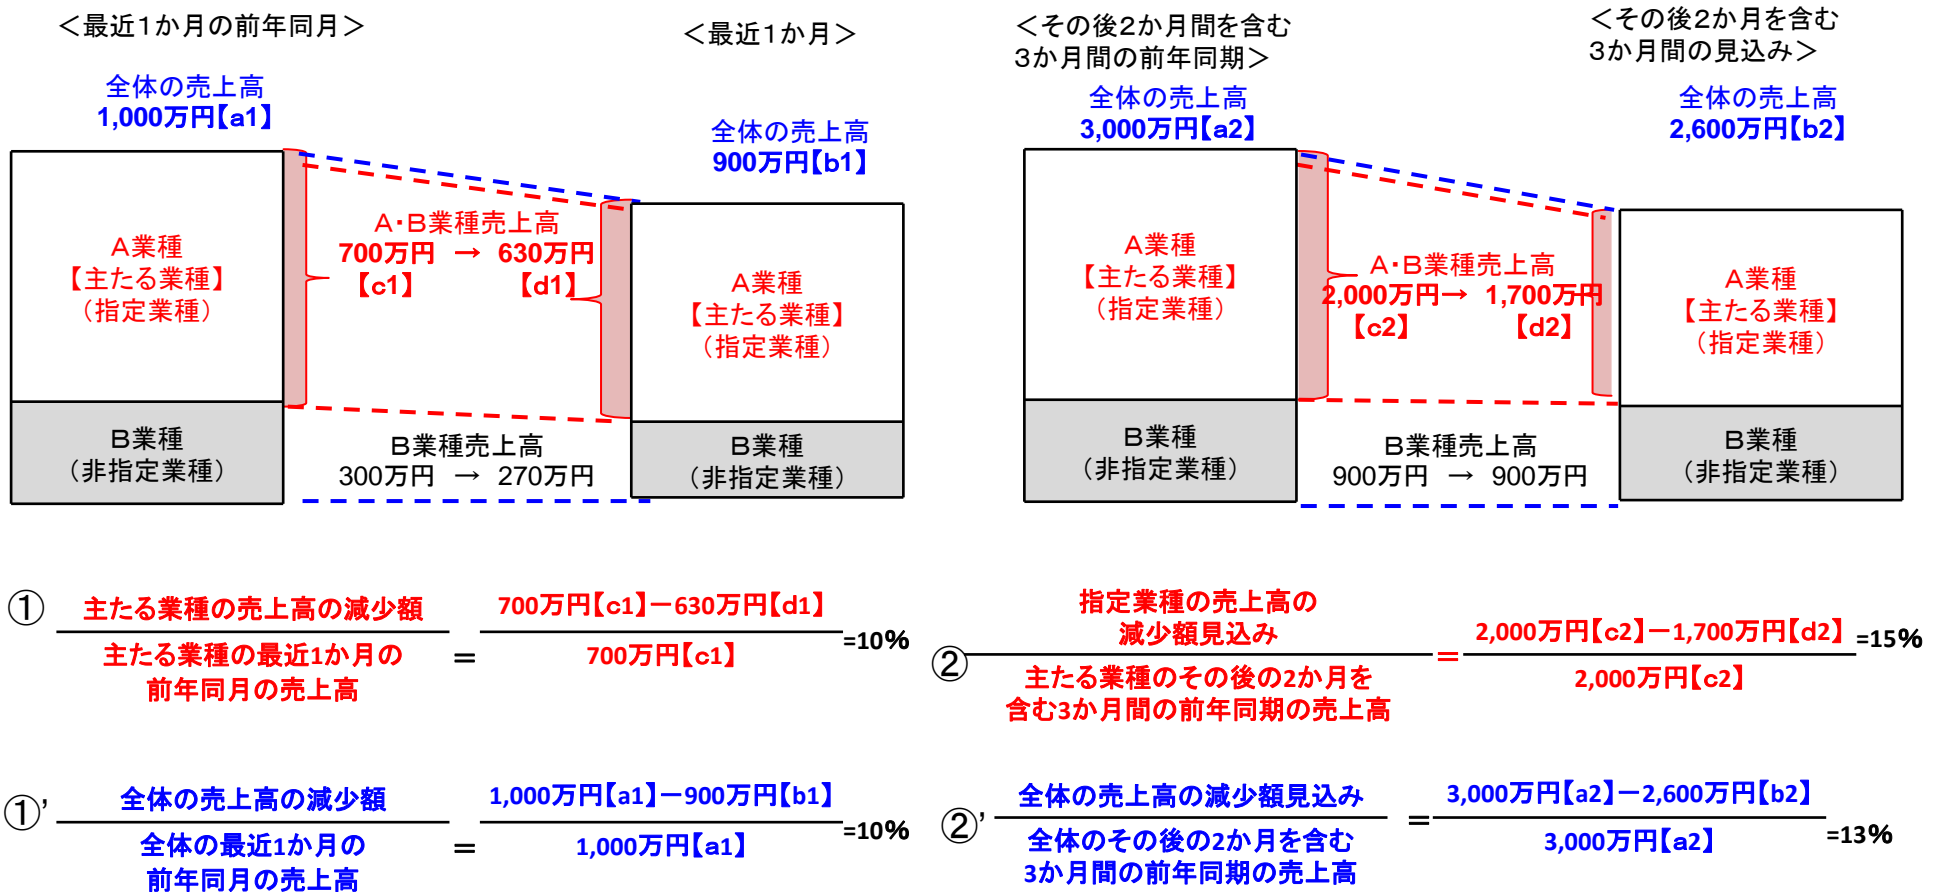 ＜最近1か月の前年同月＞
全体の売上高
1,000万円【a1】
A業種
【主たる業種】
(指定業種)
B業種
(非指定業種)
A・B業種売上高
700万円 → 630万円
【c1】 【d1】
B業種売上高
300万円 → 270万円
＜最近1か月＞
全体の売上高
900万円【b1】
A業種
【主たる業種】
(指定業種)
B業種
(非指定業種)
＜その後2か月間を含む
3か月間の前年同期＞
全体の売上高
3,000万円【a2】
A業種
【主たる業種】
(指定業種)
B業種
(非指定業種)
A・B業種売上高
2,000万円→ 1,700万円
【c2】 【d2】
B業種売上高
900万円 → 900万円
＜その後2か月を含む
3か月間の見込み＞
全体の売上高
2,600万円【b2】
A業種
【主たる業種】
(指定業種)
B業種
(非指定業種)
①
主たる業種の売上高の減少額
主たる業種の最近1か月の
前年同月の売上高
=
700万円【c1】－630万円【d1】
700万円【c1】
=10%
②
指定業種の売上高の
減少額見込み
主たる業種のその後の2か月を
含む3か月間の前年同期の売上高
=
2,000万円【c2】－1,700万円【d2】
2,000万円【c2】
=15%
①’
全体の売上高の減少額
全体の最近1か月の
前年同月の売上高
=
1,000万円【a1】－900万円【b1】
1,000万円【a1】
=10%
②’
全体の売上高の減少額見込み
全体のその後の2か月を含む
3か月間の前年同期の売上高
=
3,000万円【a2】－2,600万円【b2】
3,000万円【a2】
=13%